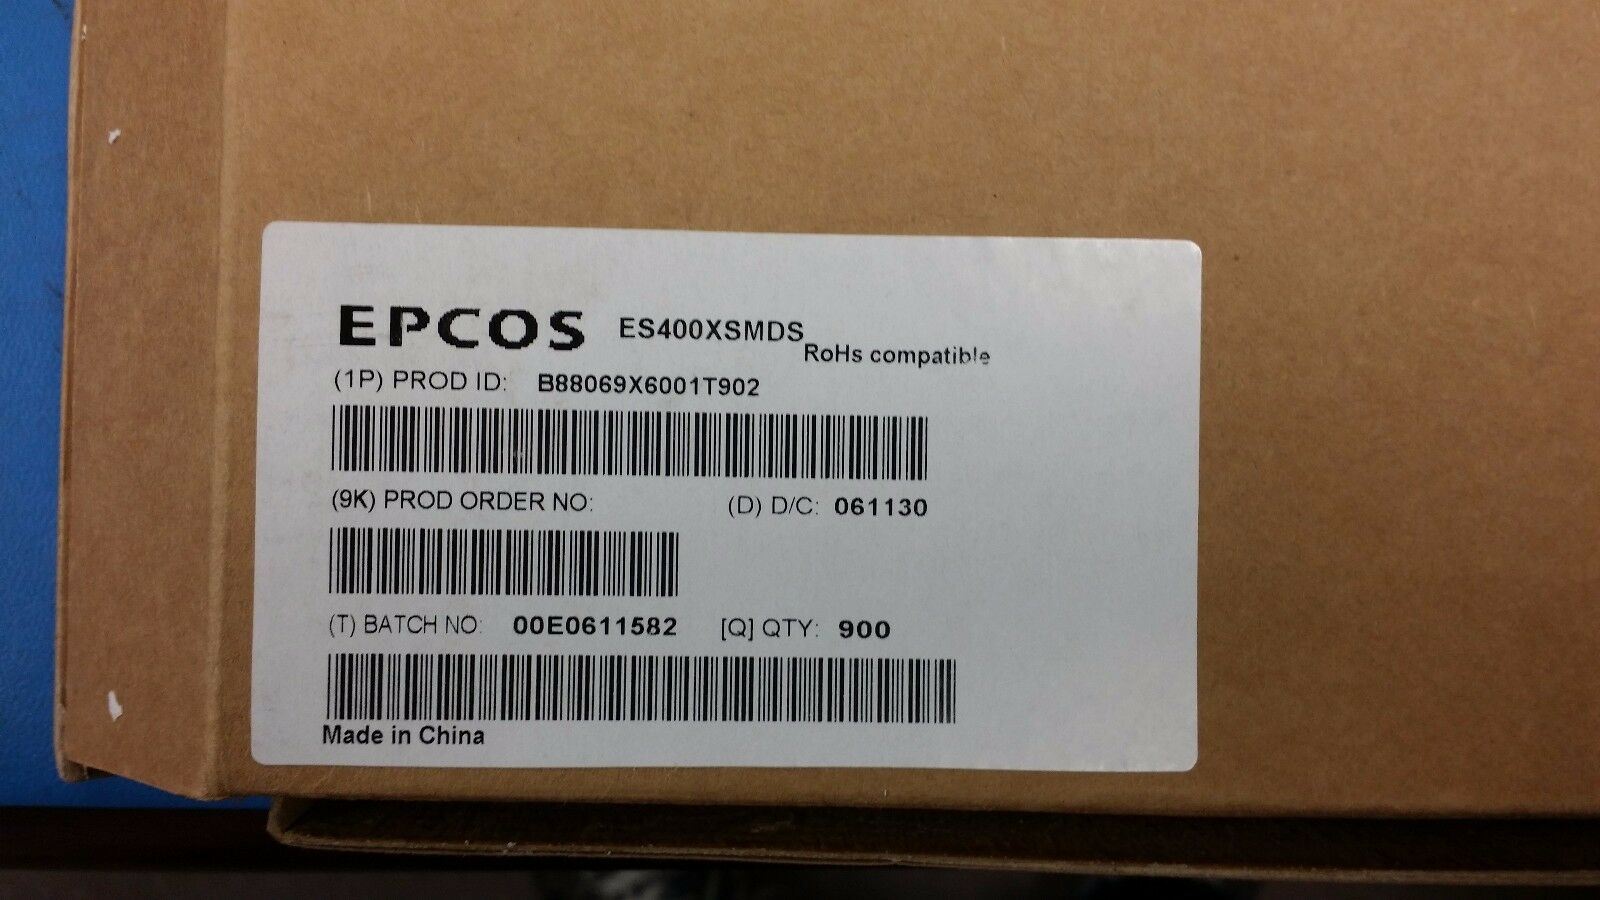 EPCOS ES400XSMDS
RoHs compatible
(1P) PROD ID: B88069X6001T902
(9K) PROD ORDER NO: (D) D/C: 061130
(T) BATCH NO: 00E0611582 [Q] QTY: 900
Made in China